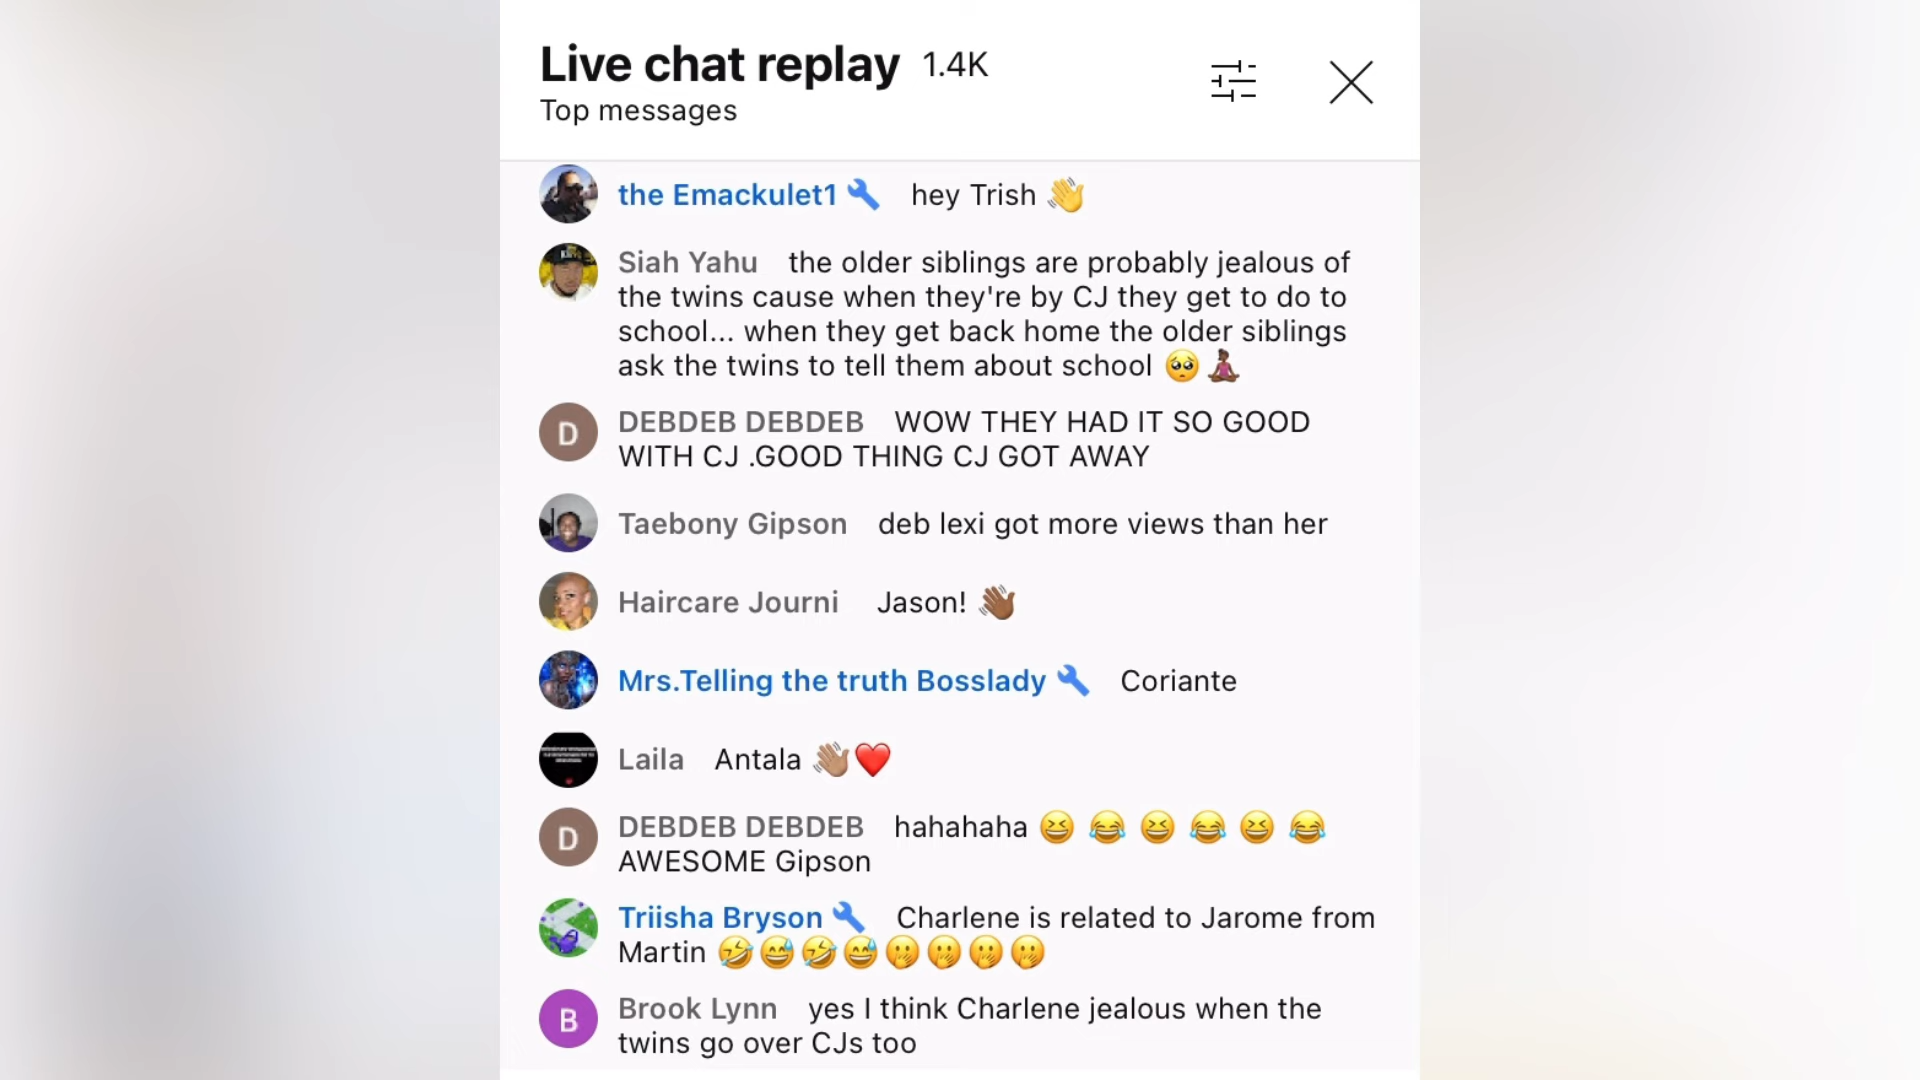 Live chat replay 1.4K
Top messages
the Emackulet1 🔧 hey Trish 👋
Siah Yahu the older siblings are probably jealous of
the twins cause when they're by CJ they get to do to
school... when they get back home the older siblings
ask the twins to tell them about school 🥺 🧘🏾‍♀️
D DEBDEB DEBDEB WOW THEY HAD IT SO GOOD
WITH CJ .GOOD THING CJ GOT AWAY
Taebony Gipson deb lexi got more views than her
Haircare Journi Jason! 👋🏾
Mrs.Telling the truth Bosslady 🔧 Coriante
Laila Antala 👋🏽❤️
D DEBDEB DEBDEB hahahaha 😆 😂 😆 😂 😆 😂
AWESOME Gipson
Triisha Bryson 🔧 Charlene is related to Jarome from
Martin 🤣😅🤣😅🤭🤭🤭🤭
B Brook Lynn yes I think Charlene jealous when the
twins go over CJs too